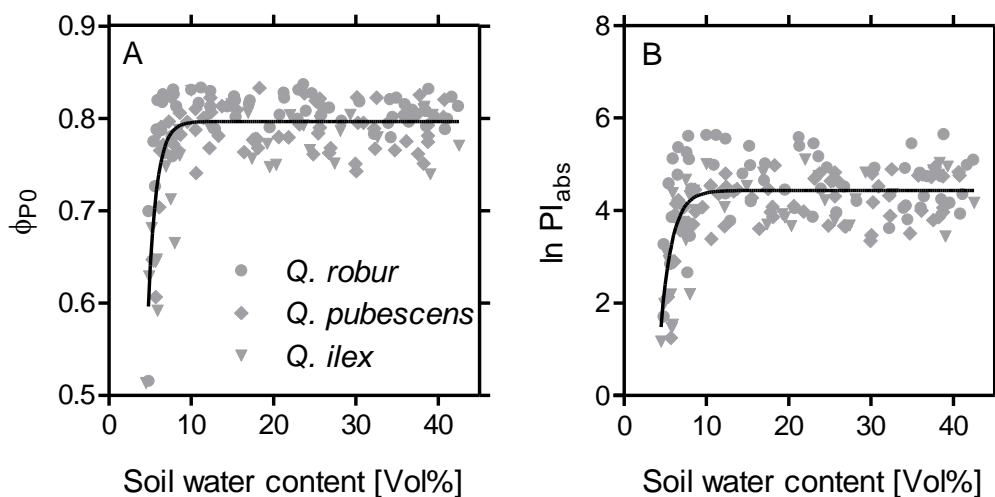 A
0.9
0.8
0.7
0.6
0.5
ϕP0
0 10 20 30 40
Soil water content [Vol%]
Q. robur
Q. pubescens
Q. ilex
B
8
6
4
2
0
ln PIabs
0 10 20 30 40
Soil water content [Vol%]